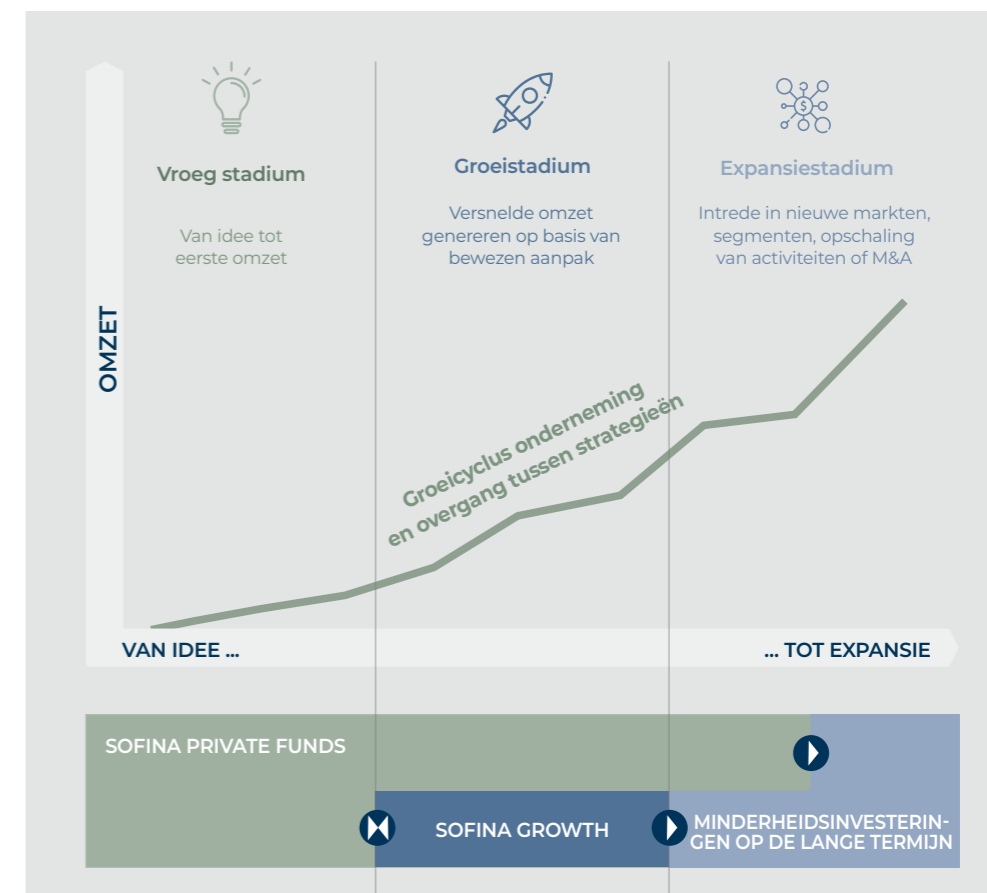 Vroeg stadium
Van idee tot
eerste omzet
Groeistadium
Versnelde omzet
genereren op basis van
bewezen aanpak
Expansiestadium
Intrede in nieuwe markten,
segmenten, opschaling
van activiteiten of M&A
OMZET
Groeicyclus onderneming
en overgang tussen strategieën
VAN IDEE ...
... TOT EXPANSIE
SOFINA PRIVATE FUNDS
SOFINA GROWTH
MINDERHEIDSINVESTERIN-
GEN OP DE LANGE TERMIJN